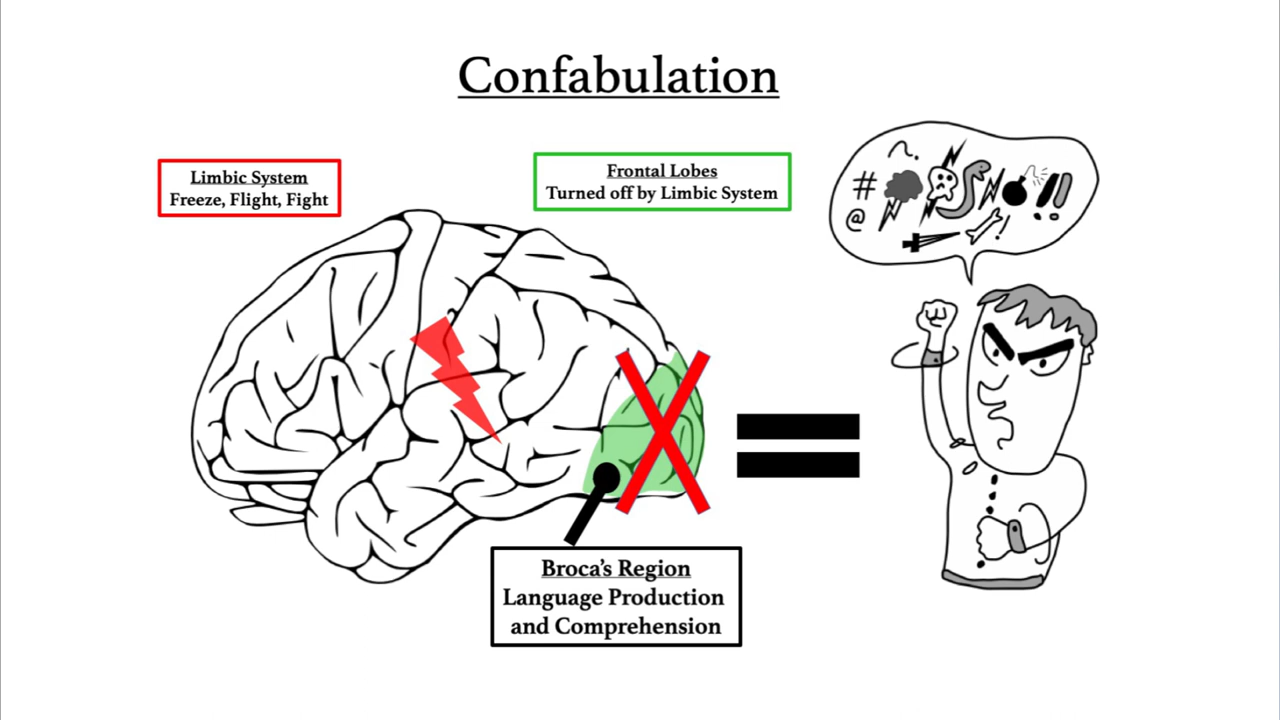 Confabulation
Limbic System
Freeze, Flight, Fight
Frontal Lobes
Turned off by Limbic System
#
@
Broca's Region
Language Production
and Comprehension